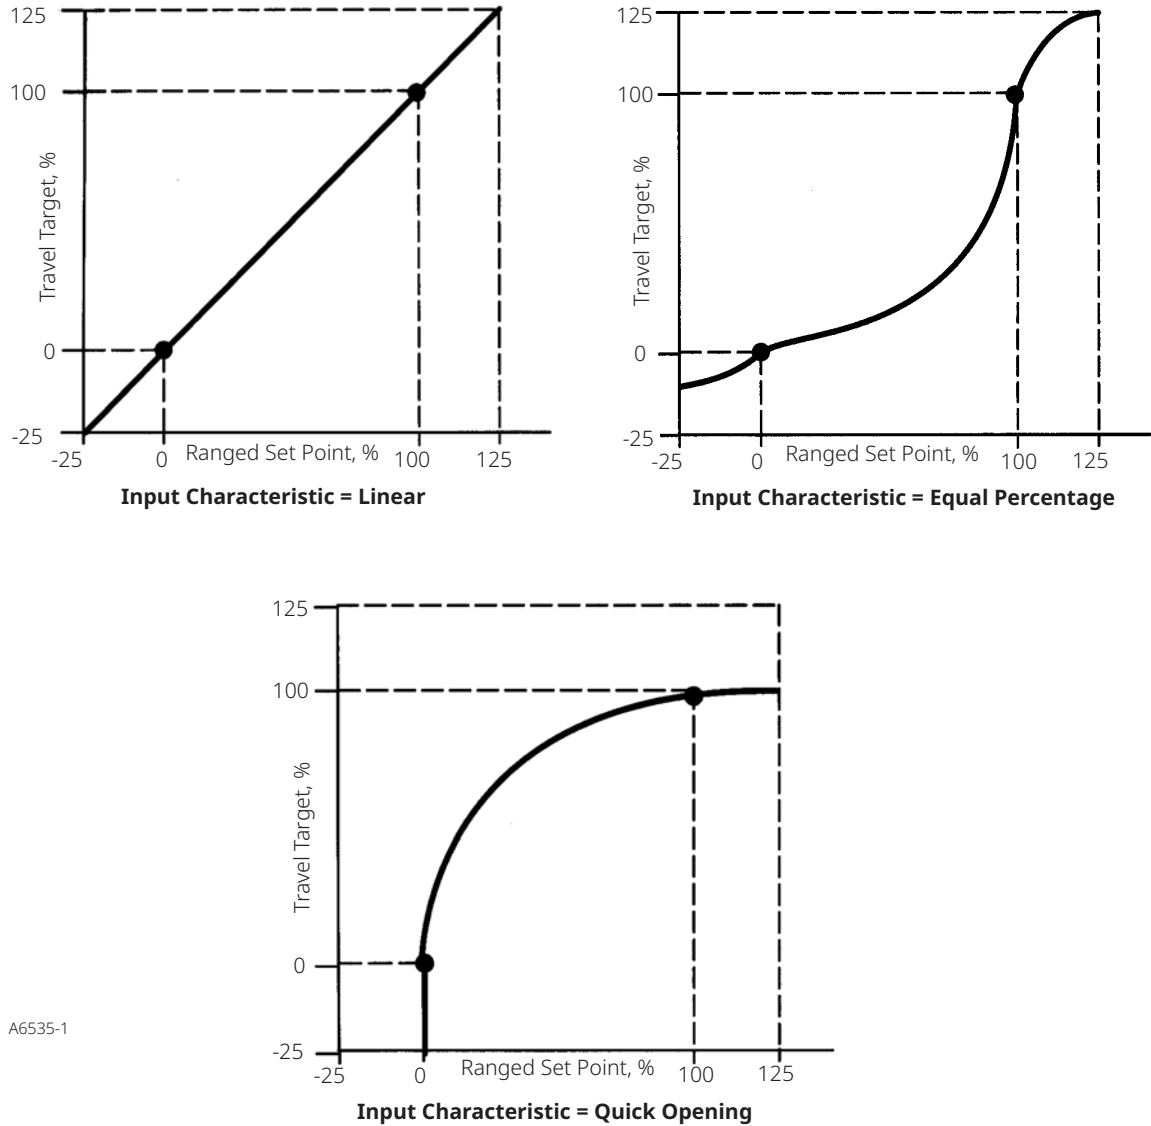 125
100
Travel Target, %
0
-25
-25
0
Ranged Set Point, %
100
125
Input Characteristic = Linear
125
100
Travel Target, %
0
-25
-25
0
Ranged Set Point, %
100
125
Input Characteristic = Equal Percentage
125
100
Travel Target, %
0
-25
-25
0
Ranged Set Point, %
100
125
Input Characteristic = Quick Opening
A6535-1